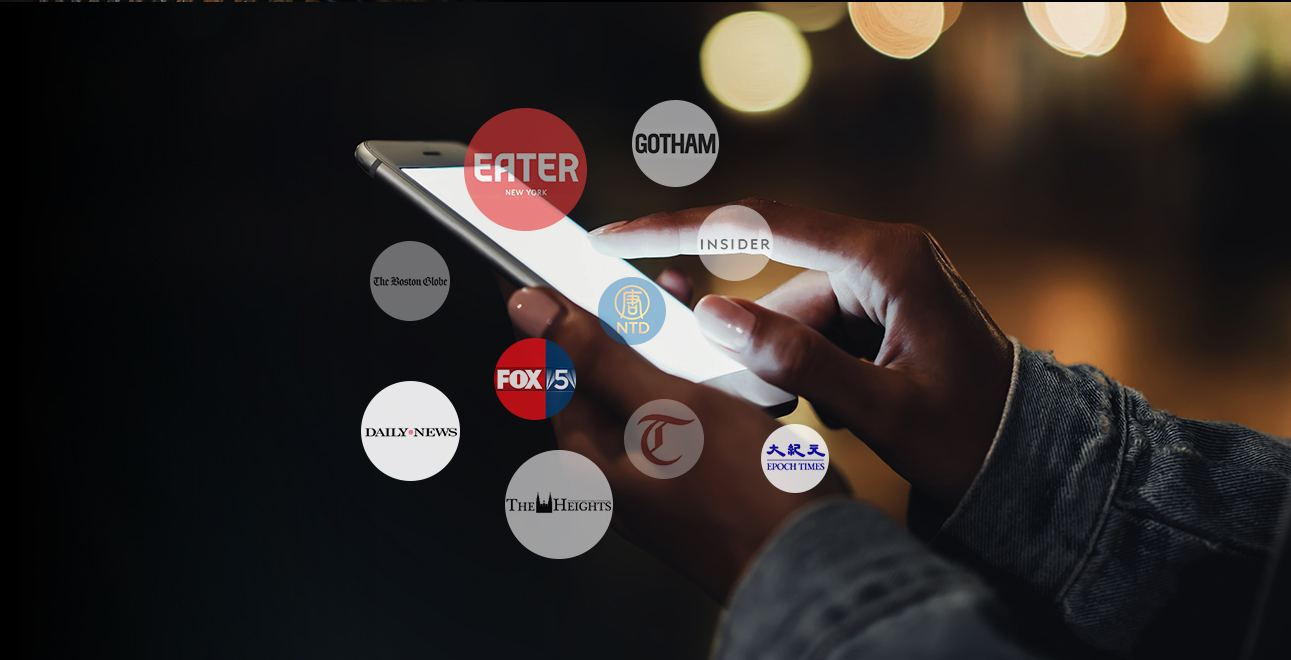 GOTHAM
EATER
NEW YORK
INSIDER
The Boston Globe
唐
NTD
FOX 5
DAILY NEWS
T
大紀元
EPOCH TIMES
THE HEIGHTS